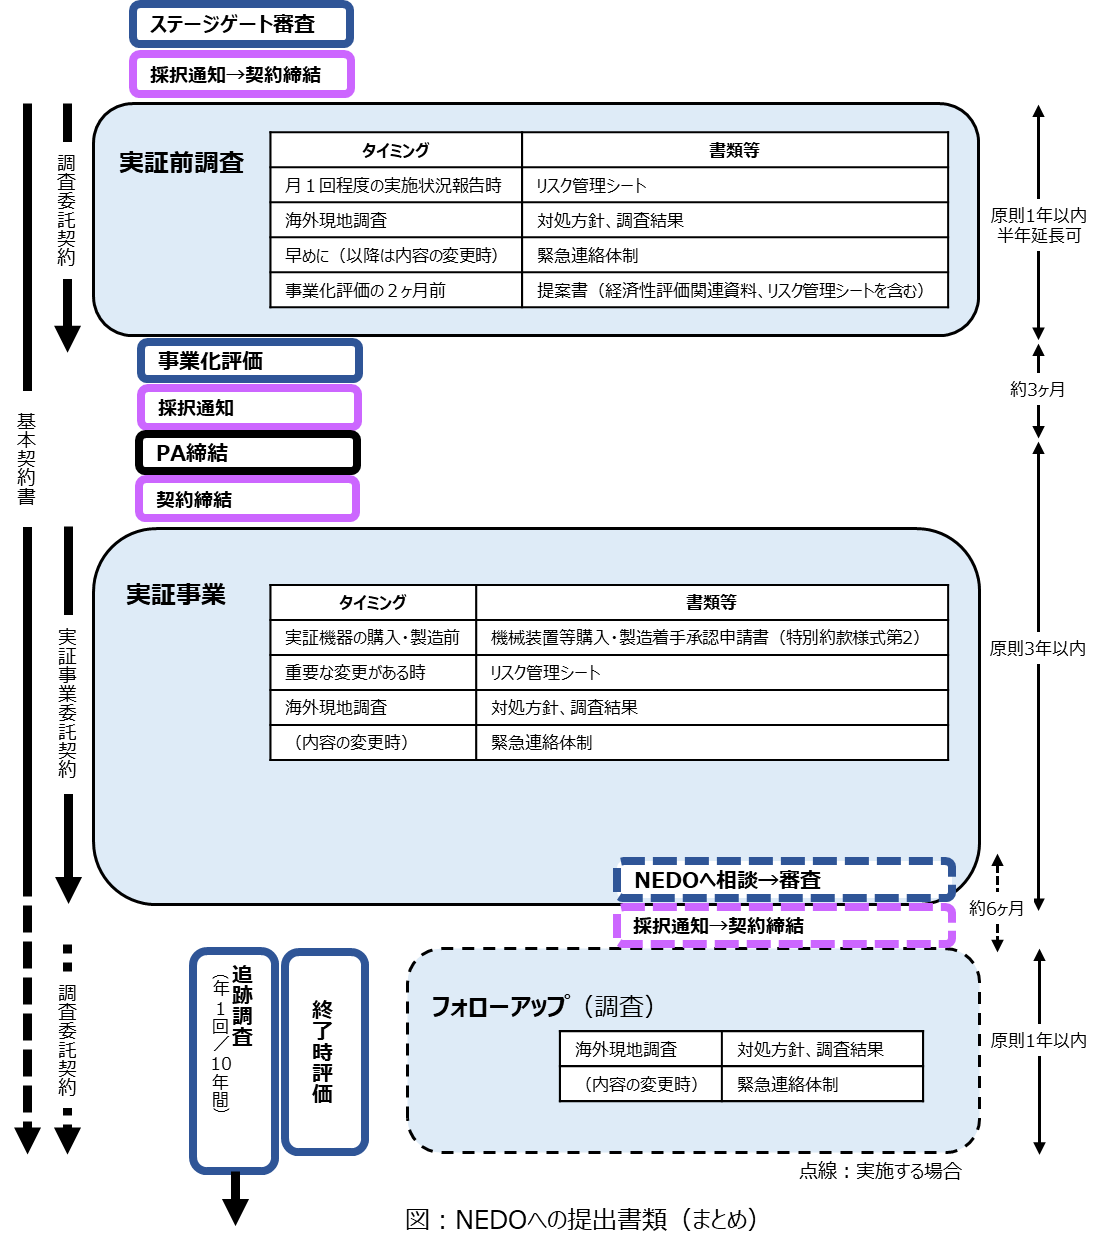 ステージゲート審査
採択通知→契約締結
調査委託契約
実証前調査
タイミング 書類等
月１回程度の実施状況報告時 リスク管理シート
海外現地調査 対処方針、調査結果
早めに（以降は内容の変更時） 緊急連絡体制
事業化評価の２ヶ月前 提案書（経済性評価関連資料、リスク管理シートを含む）
原則1年以内
半年延長可
事業化評価
約3ヶ月
採択通知
PA締結
契約締結
基本契約書
実証事業委託契約
実証事業
タイミング 書類等
実証機器の購入・製造前 機械装置等購入・製造着手承認申請書（特別約款様式第2）
重要な変更がある時 リスク管理シート
海外現地調査 対処方針、調査結果
（内容の変更時） 緊急連絡体制
原則3年以内
NEDOへ相談→審査
採択通知→契約締結
約6ヶ月
調査委託契約
追跡調査
（年１回／10年間）
終了時評価
フォローアップ（調査）
海外現地調査 対処方針、調査結果
（内容の変更時） 緊急連絡体制
原則1年以内
点線：実施する場合
図：NEDOへの提出書類（まとめ）